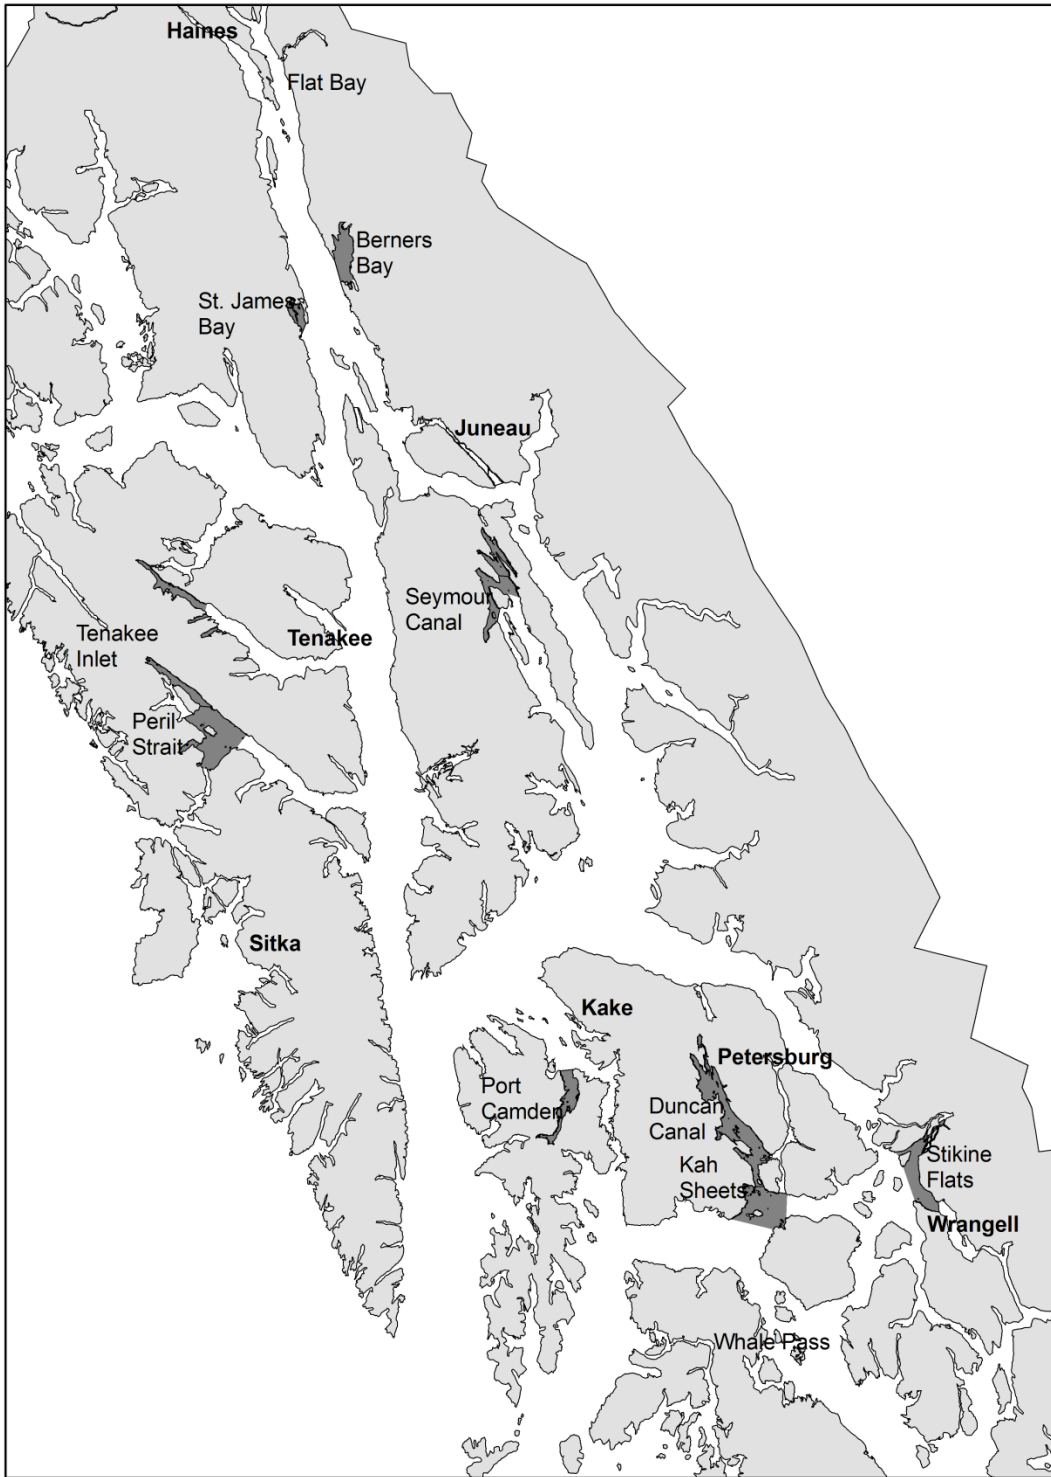 Haines
Flat Bay
Berners
Bay
St. James
Bay
Juneau
Seymour
Canal
Tenakee
Inlet
Tenakee
Peril
Strait
Sitka
Kake
Petersburg
Port
Camden
Duncan
Canal
Kah
Sheets
Stikine
Flats
Wrangell
Whale Pass